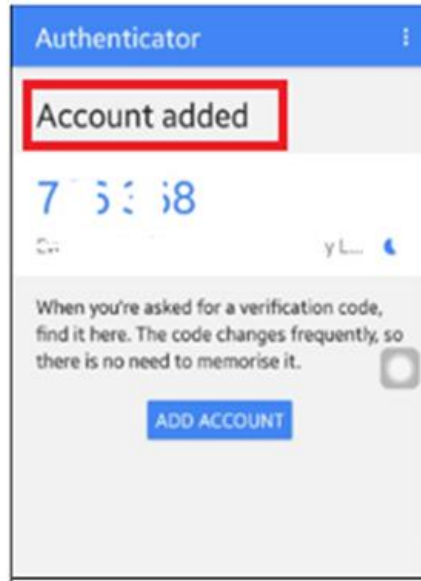 Authenticator
Account added
When you're asked for a verification code,
find it here. The code changes frequently, so
there is no need to memorise it.
ADD ACCOUNT